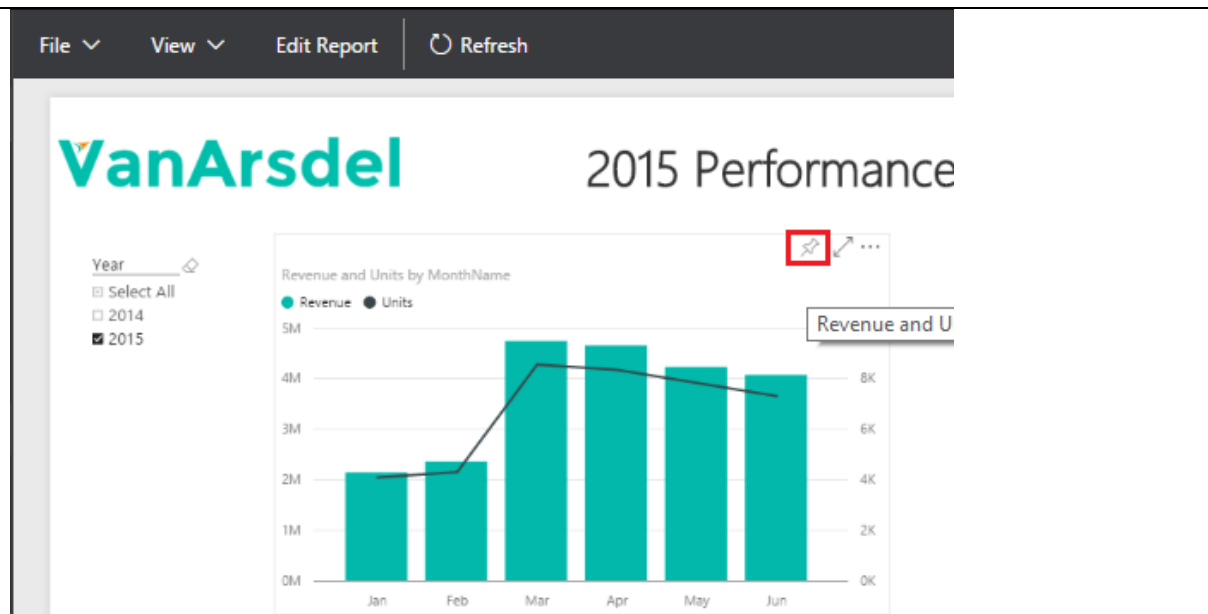 File View Edit Report Refresh
VanArsdel 2015 Performance
Year
Select All
2014
2015
Revenue and Units by MonthName
Revenue Units
Revenue and U
5M
4M 8K
3M 6K
2M 4K
1M 2K
0M 0K
Jan Feb Mar Apr May Jun